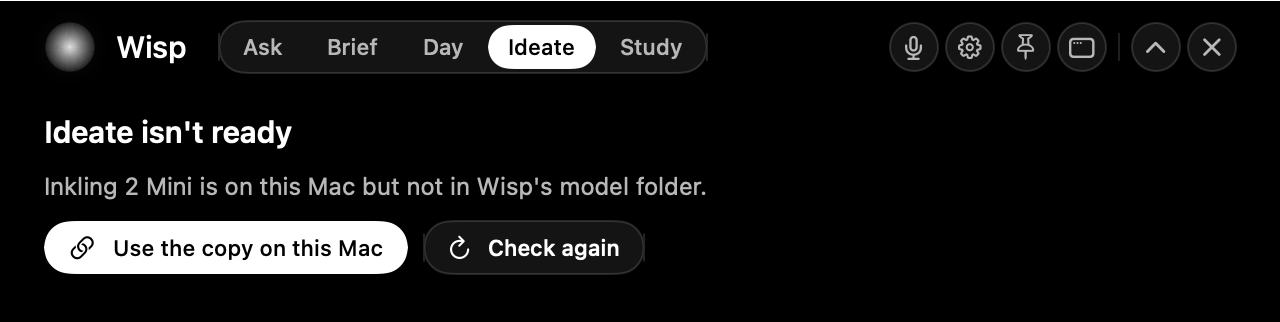 Wisp Ask Brief Day Ideate Study
Ideate isn't ready
Inkling 2 Mini is on this Mac but not in Wisp's model folder.
Use the copy on this Mac Check again